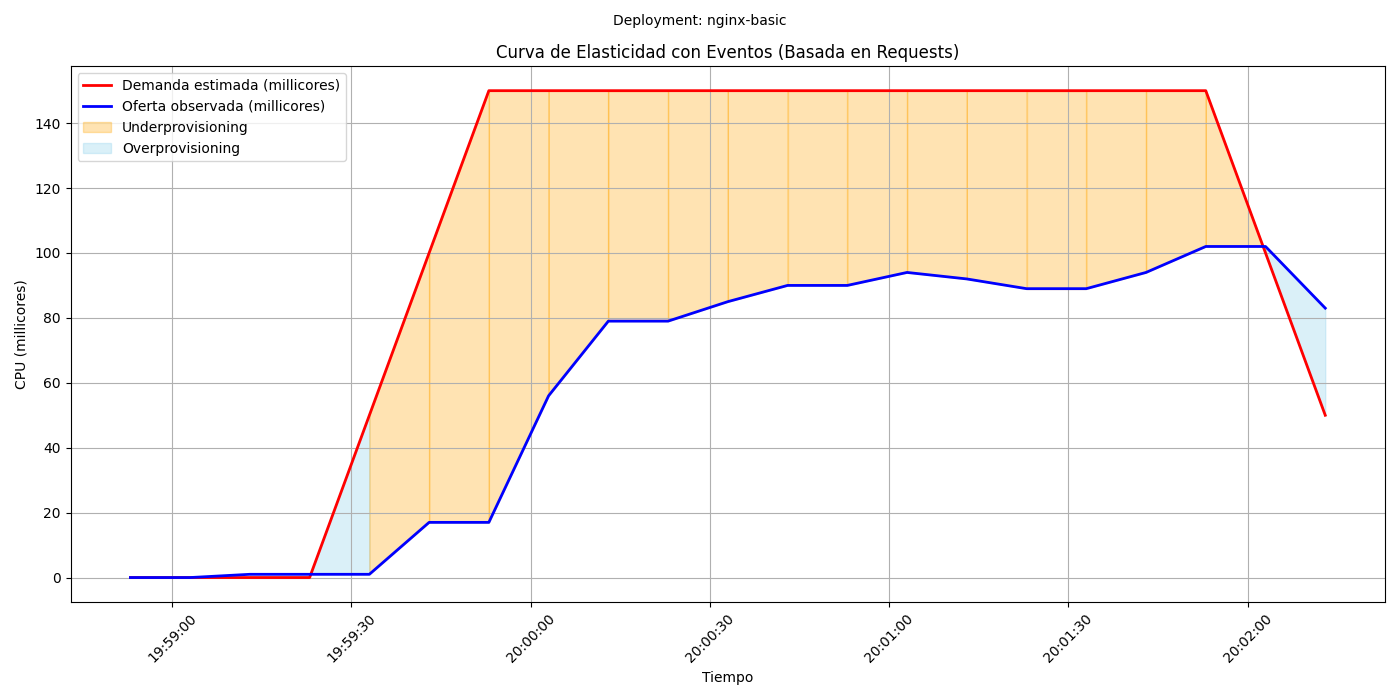 Deployment: nginx-basic
Curva de Elasticidad con Eventos (Basada en Requests)
Demanda estimada (millicores)
Oferta observada (millicores)
Underprovisioning
Overprovisioning
CPU (millicores)
140
120
100
80
60
40
20
0
19:59:00
19:59:30
20:00:00
20:00:30
20:01:00
20:01:30
20:02:00
Tiempo